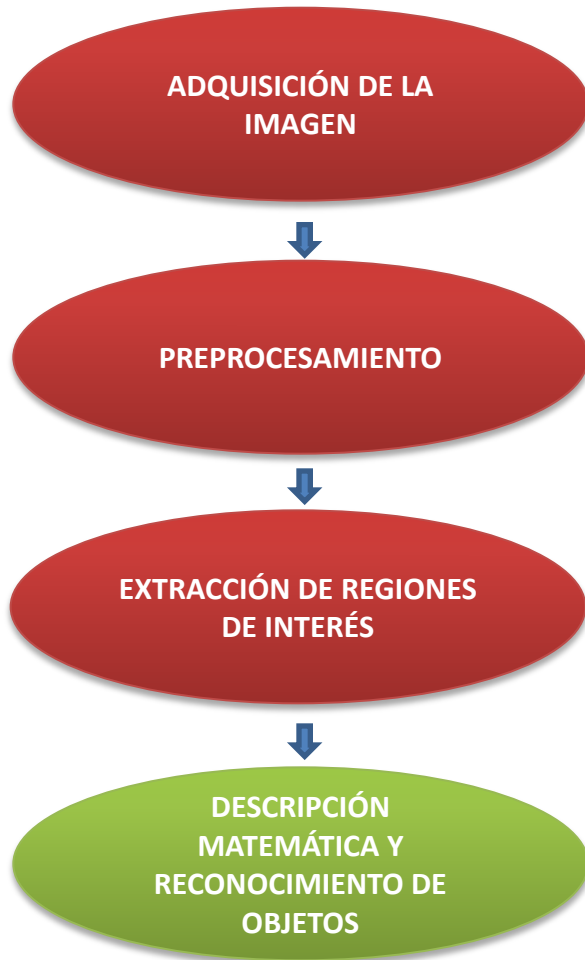 ADQUISICIÓN DE LA
IMAGEN
PREPROCESAMIENTO
EXTRACCIÓN DE REGIONES
DE INTERÉS
DESCRIPCIÓN
MATEMÁTICA Y
RECONOCIMIENTO DE
OBJETOS